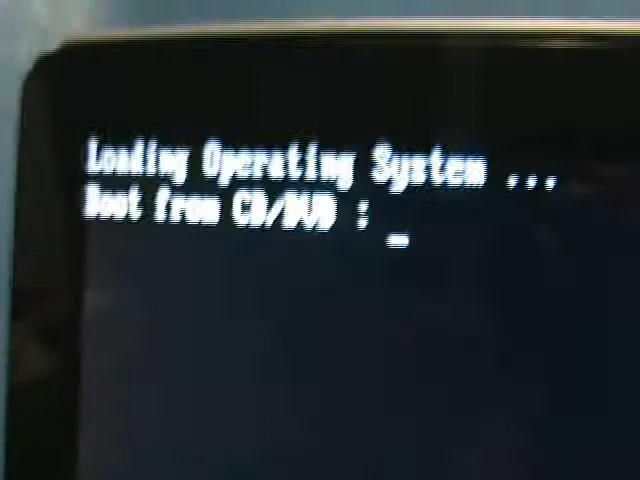 Loading Operating System ...
Boot from CD/DVD :